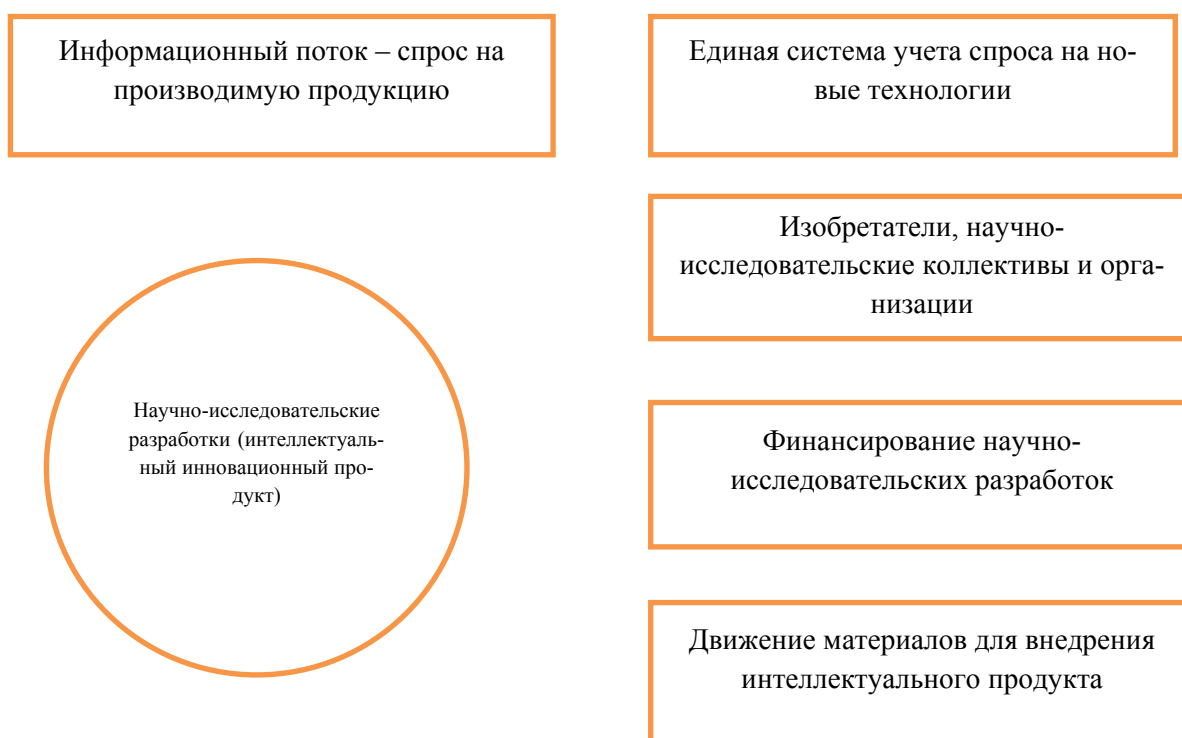 Информационный поток – спрос на
производимую продукцию
Единая система учета спроса на но-
вые технологии
Изобретатели, научно-
исследовательские коллективы и орга-
низации
Научно-исследовательские
разработки (интеллектуаль-
ный инновационный про-
дукт)
Финансирование научно-
исследовательских разработок
Движение материалов для внедрения
интеллектуального продукта